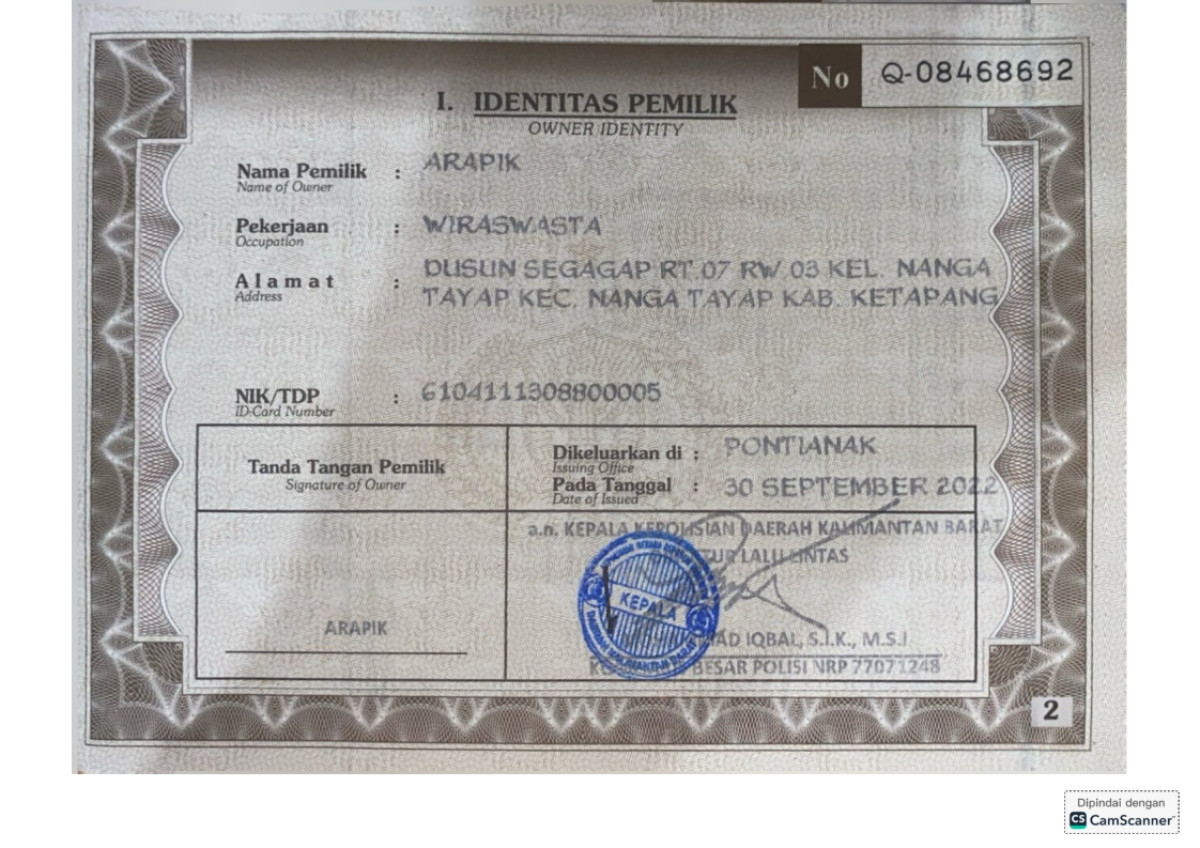 No Q-08468692
I. IDENTITAS PEMILIK
OWNER IDENTITY
Nama Pemilik : ARAPIK
Name of Owner
Pekerjaan : WIRASWASTA
Occupation
Alamat : DUSUN SEGAGAP RT 07 RW 03 KEL. NANGA
Address TAYAP KEC. NANGA TAYAP KAB. KETAPANG
NIK/TDP : 6104111308800005
ID-Card Number
Tanda Tangan Pemilik
Signature of Owner
Dikeluarkan di : PONTIANAK
Issuing Office
Pada Tanggal : 30 SEPTEMBER 2022
Date of Issued
a.n. KEPALA KEPOLISIAN DAERAH KALIMANTAN BARAT
LALU LINTAS
KEPALA
ARAPIK
IQBAL, S.I.K., M.S.I
BESAR POLISI NRP 77071248
2
Dipindai dengan
CS CamScanner